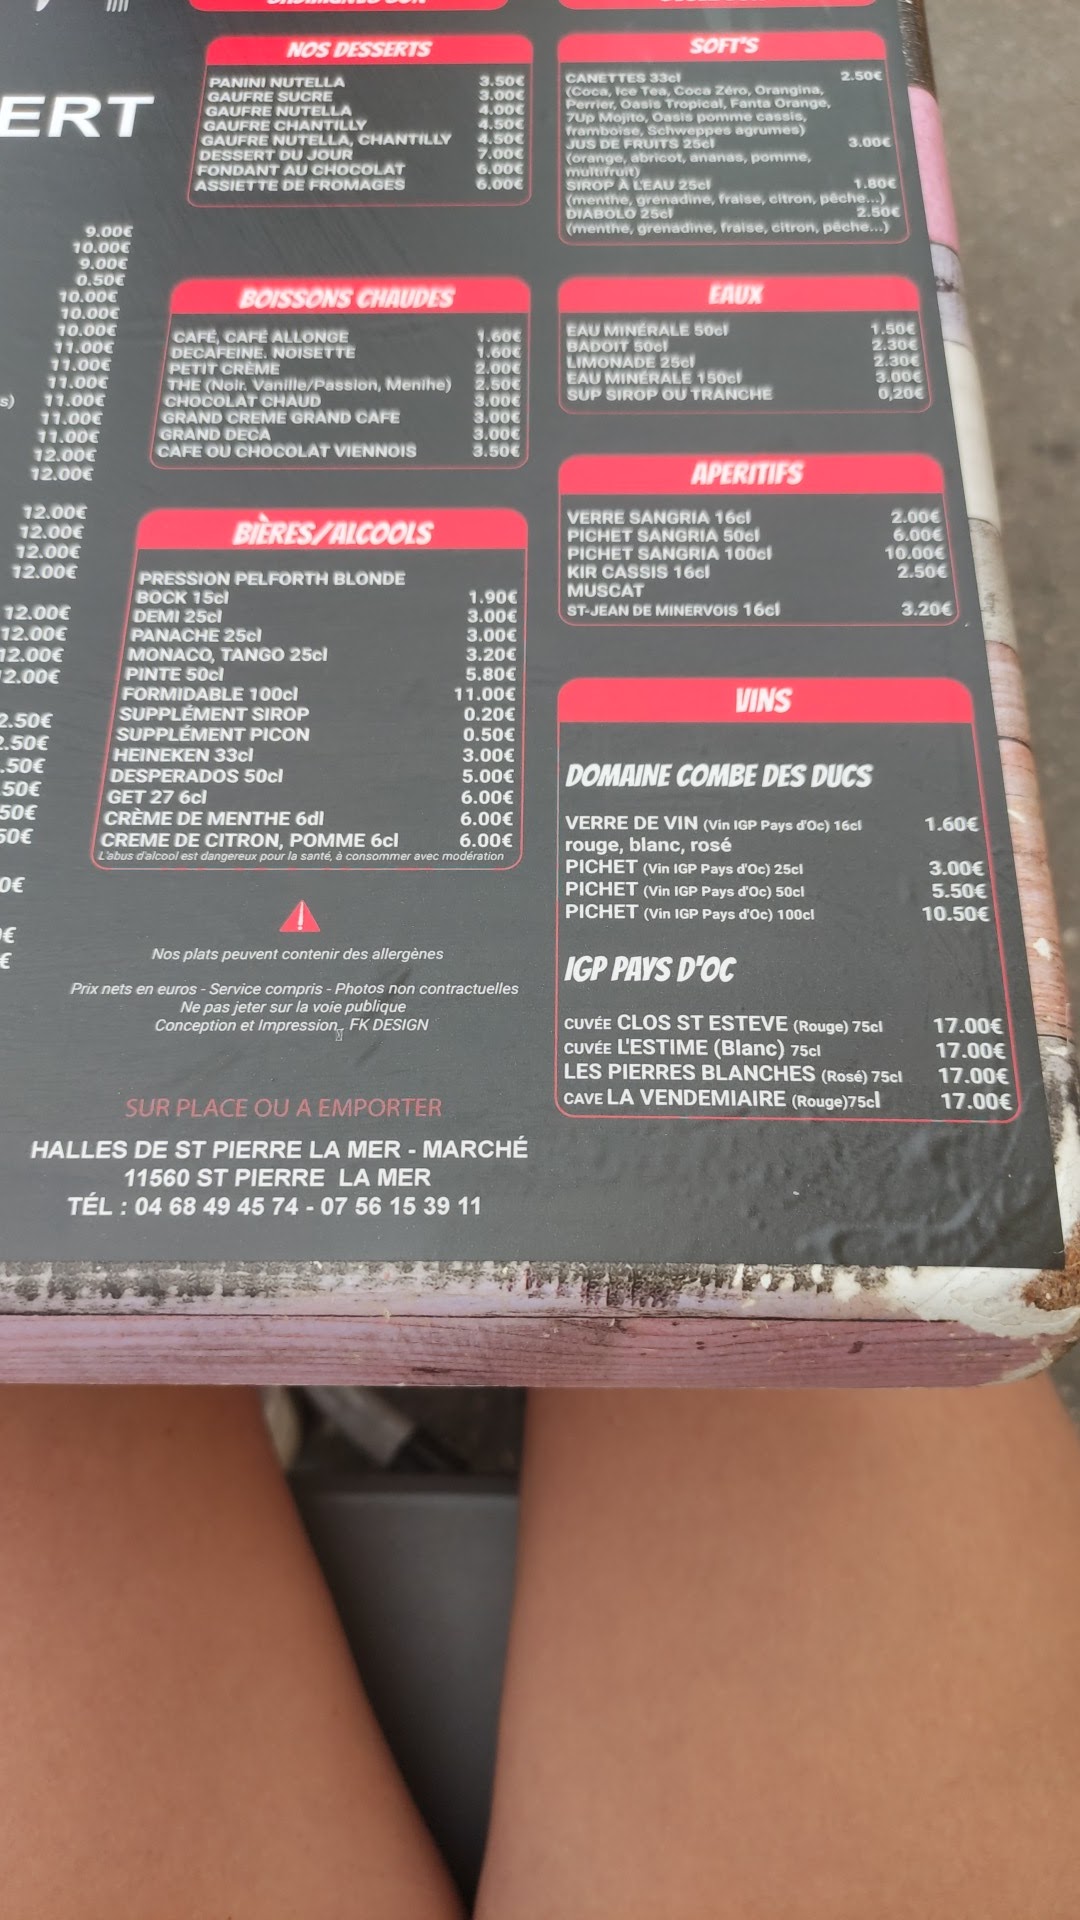 ERT
9.00€
10.00€
9.00€
0.50€
10.00€
10.00€
10.00€
11.00€
11.00€
11.00€
s) 11.00€
11.00€
11.00€
12.00€
12.00€
12.00€
12.00€
12.00€
12.00€
12.00€
12.00€
12.00€
2.00€
2.50€
2.50€
.50€
50€
50€
50€
0€
€
€
NOS DESSERTS
PANINI NUTELLA 3.50€
GAUFRE SUCRE 3.00€
GAUFRE NUTELLA 4.00€
GAUFRE CHANTILLY 4.50€
GAUFRE NUTELLA, CHANTILLY 4.50€
DESSERT DU JOUR 7.00€
FONDANT AU CHOCOLAT 6.00€
ASSIETTE DE FROMAGES 6.00€
BOISSONS CHAUDES
CAFÉ, CAFÉ ALLONGE 1.60€
DECAFEINE. NOISETTE 1.60€
PETIT CRÈME 2.00€
THE (Noir. Vanille/Passion, Menthe) 2.50€
CHOCOLAT CHAUD 3.00€
GRAND CREME GRAND CAFE 3.00€
GRAND DECA 3.00€
CAFE OU CHOCOLAT VIENNOIS 3.50€
BIÈRES/ALCOOLS
PRESSION PELFORTH BLONDE
BOCK 15cl 1.90€
DEMI 25cl 3.00€
PANACHE 25cl 3.00€
MONACO, TANGO 25cl 3.20€
PINTE 50cl 5.80€
FORMIDABLE 100cl 11.00€
SUPPLÉMENT SIROP 0.20€
SUPPLÉMENT PICON 0.50€
HEINEKEN 33cl 3.00€
DESPERADOS 50cl 5.00€
GET 27 6cl 6.00€
CRÈME DE MENTHE 6dl 6.00€
CREME DE CITRON, POMME 6cl 6.00€
L'abus d'alcool est dangereux pour la santé, à consommer avec modération
Nos plats peuvent contenir des allergènes
Prix nets en euros - Service compris - Photos non contractuelles
Ne pas jeter sur la voie publique
Conception et Impression FK DESIGN
SUR PLACE OU A EMPORTER
HALLES DE ST PIERRE LA MER - MARCHÉ
11560 ST PIERRE LA MER
TÉL : 04 68 49 45 74 - 07 56 15 39 11
SOFT'S
CANETTES 33cl 2.50€
(Coca, Ice Tea, Coca Zéro, Orangina,
Perrier, Oasis Tropical, Fanta Orange,
7Up Mojito, Oasis pomme cassis,
framboise, Schweppes agrumes)
JUS DE FRUITS 25cl 3.00€
(orange, abricot, ananas, pomme,
multifruit)
SIROP À L'EAU 25cl 1.80€
(menthe, grenadine, fraise, citron, pêche...)
DIABOLO 25cl 2.50€
(menthe, grenadine, fraise, citron, pêche...)
EAUX
EAU MINÉRALE 50cl 1.50€
BADOIT 50cl 2.30€
LIMONADE 25cl 2.30€
EAU MINÉRALE 150cl 3.00€
SUP SIROP OU TRANCHE 0,20€
APERITIFS
VERRE SANGRIA 16cl 2.00€
PICHET SANGRIA 50cl 6.00€
PICHET SANGRIA 100cl 10.00€
KIR CASSIS 16cl 2.50€
MUSCAT
ST-JEAN DE MINERVOIS 16cl 3.20€
VINS
DOMAINE COMBE DES DUCS
VERRE DE VIN (Vin IGP Pays d'Oc) 16cl 1.60€
rouge, blanc, rosé
PICHET (Vin IGP Pays d'Oc) 25cl 3.00€
PICHET (Vin IGP Pays d'Oc) 50cl 5.50€
PICHET (Vin IGP Pays d'Oc) 100cl 10.50€
IGP PAYS D'OC
CUVÉE CLOS ST ESTEVE (Rouge) 75cl 17.00€
CUVÉE L'ESTIME (Blanc) 75cl 17.00€
LES PIERRES BLANCHES (Rosé) 75cl 17.00€
CAVE LA VENDEMIAIRE (Rouge)75cl 17.00€